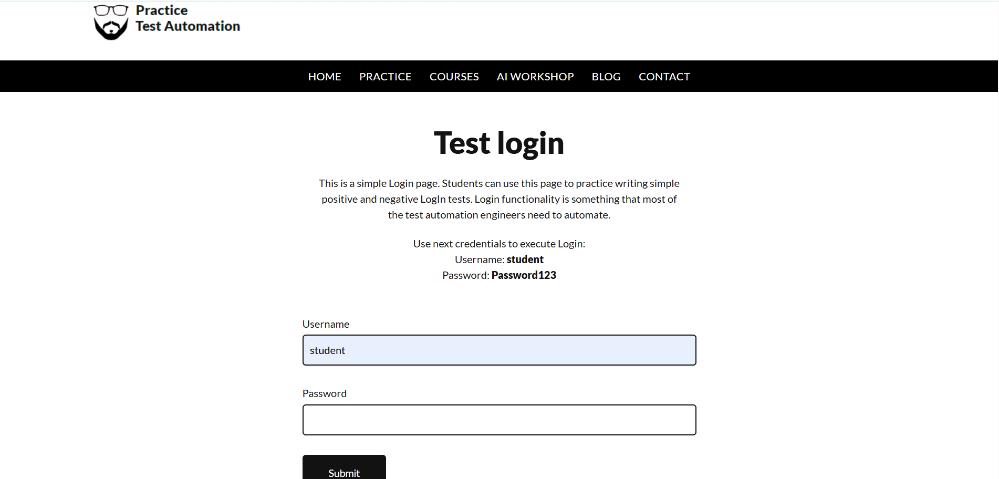 Practice
Test Automation
HOME PRACTICE COURSES AI WORKSHOP BLOG CONTACT
Test login
This is a simple Login page. Students can use this page to practice writing simple
positive and negative LogIn tests. Login functionality is something that most of
the test automation engineers need to automate.
Use next credentials to execute Login:
Username: student
Password: Password123
Username
student
Password
Submit